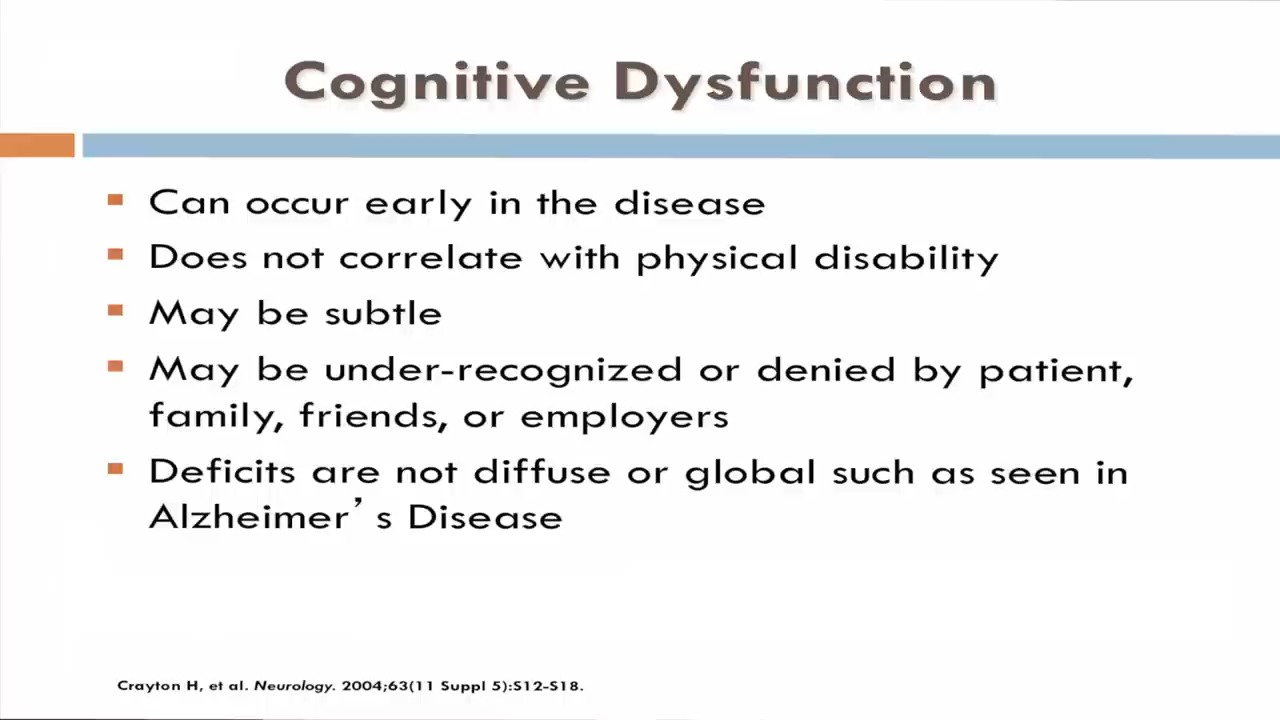 Cognitive Dysfunction
Can occur early in the disease
Does not correlate with physical disability
May be subtle
May be under-recognized or denied by patient,
family, friends, or employers
Deficits are not diffuse or global such as seen in
Alzheimer’s Disease
Crayton H, et al. Neurology. 2004;63(11 Suppl 5):S12-S18.